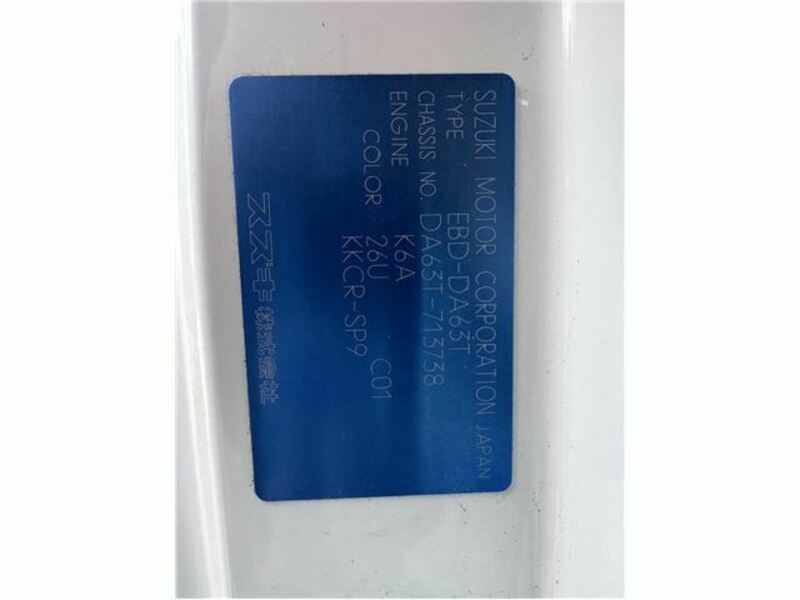 SUZUKI MOTOR CORPORATION JAPAN
TYPE EBD-DA63T
CHASSIS NO. DA63T-713738
ENGINE K6A
COLOR 26U C01
KKCR-SP9
スズキ株式会社